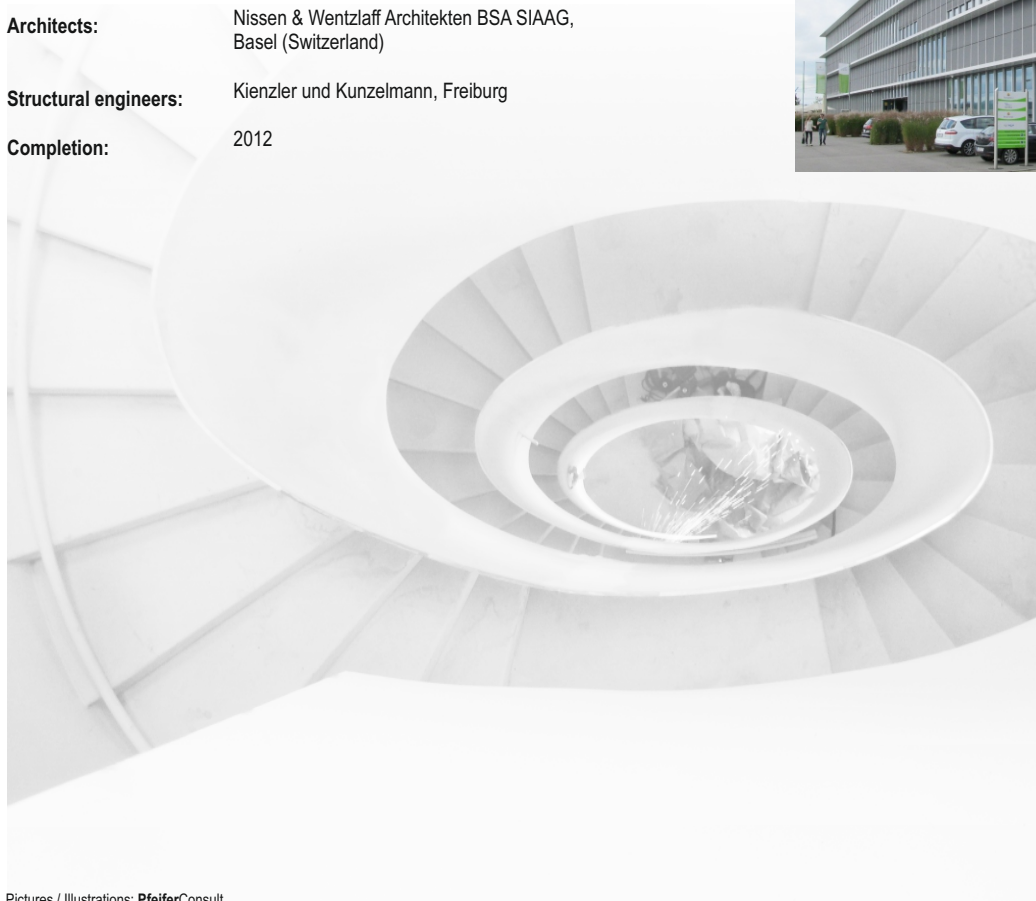 Architects:
Nissen & Wentzlaff Architekten BSA SIAAG,
Basel (Switzerland)
Structural engineers:
Kienzler und Kunzelmann, Freiburg
Completion:
2012
Pictures / Illustrations: PfeiferConsult